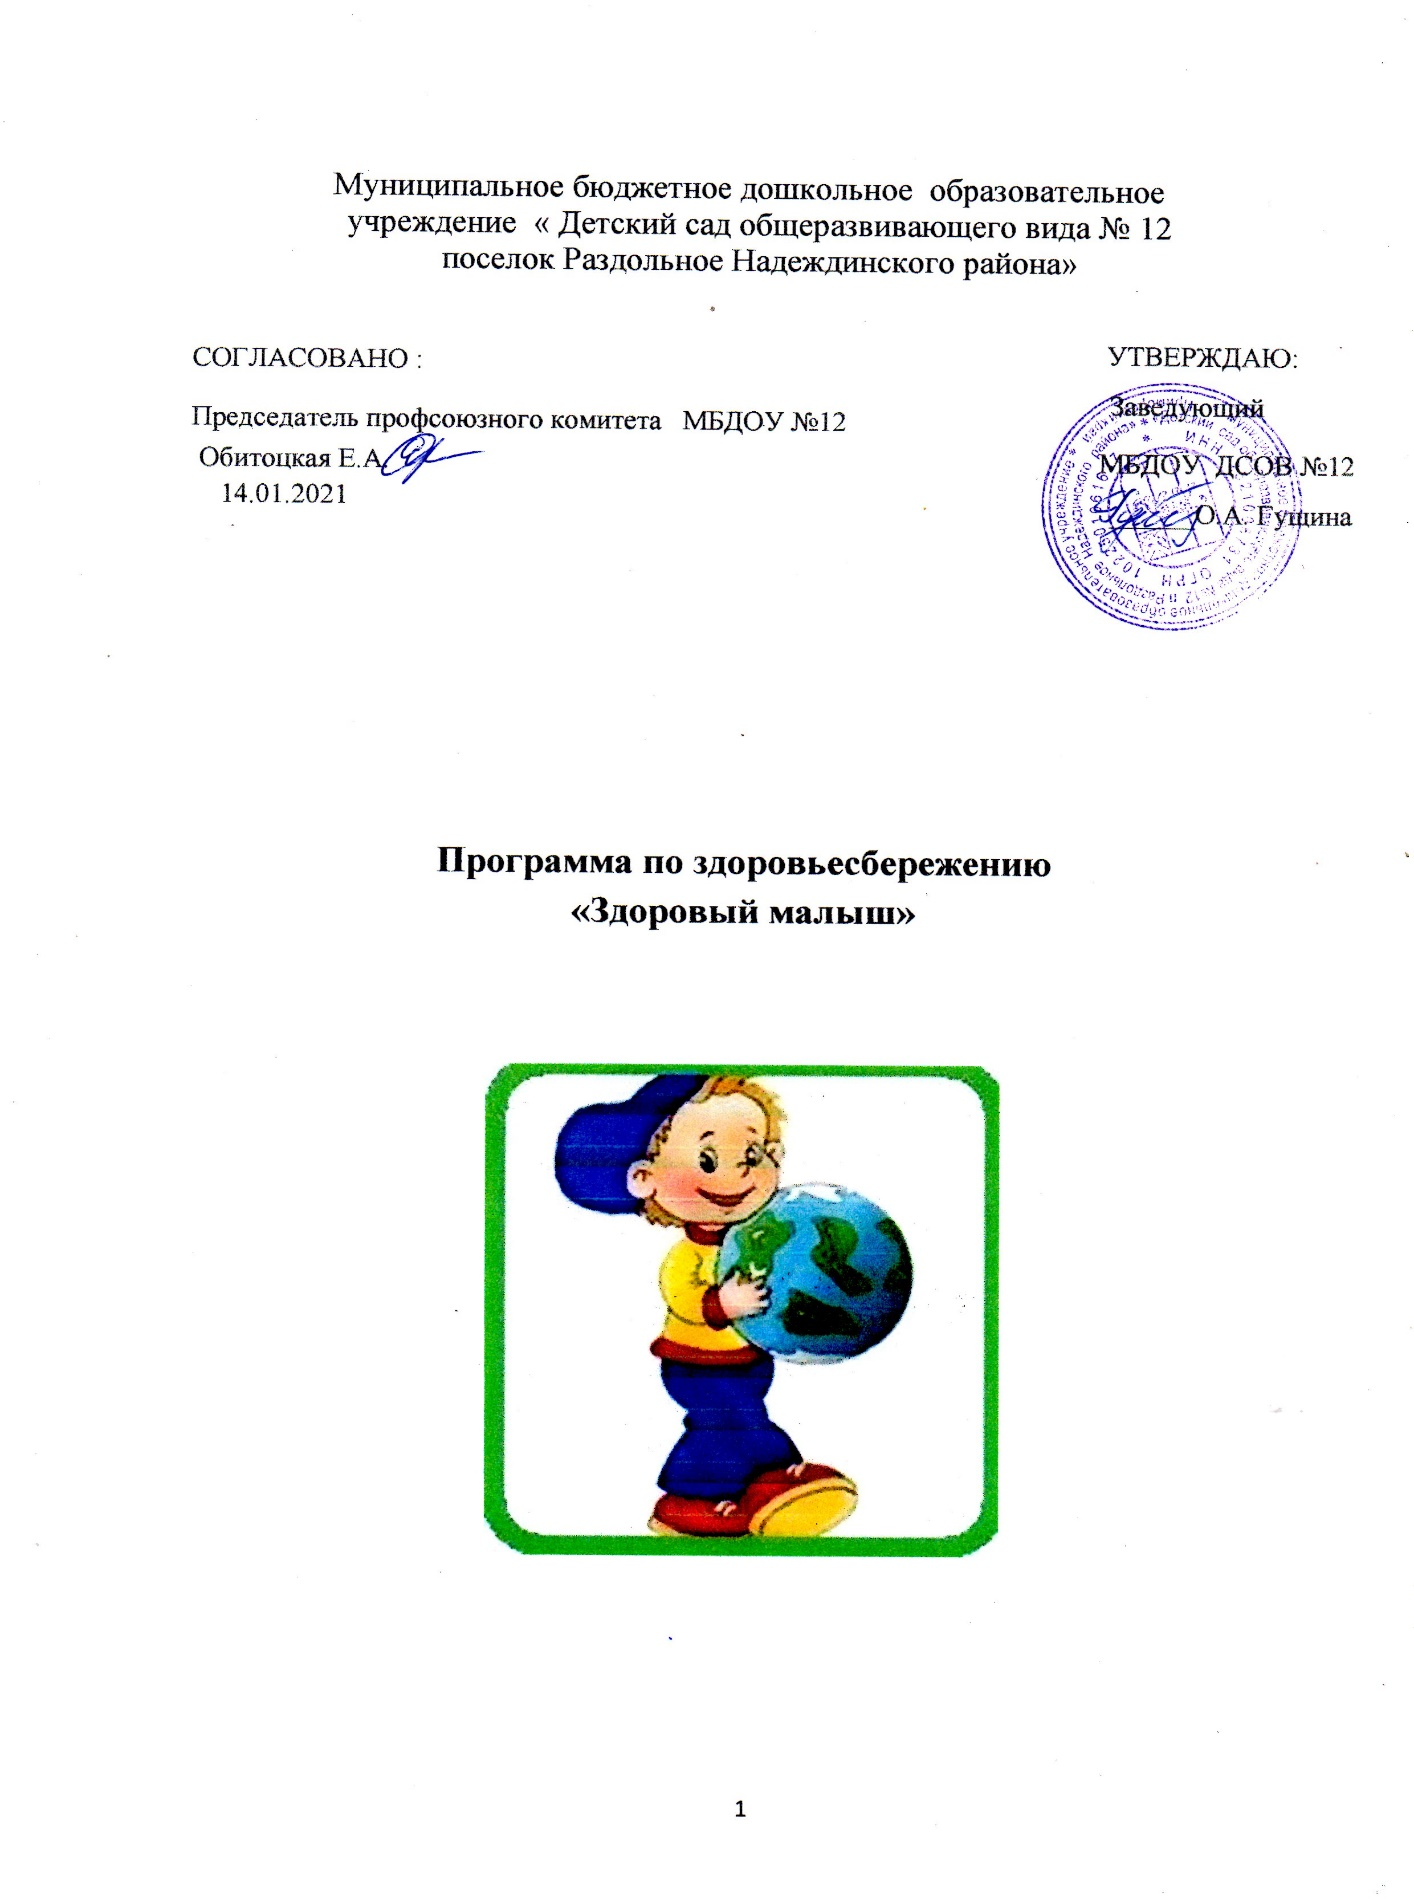 Муниципальное бюджетное дошкольное образовательное
учреждение « Детский сад общеразвивающего вида № 12
поселок Раздольное Надеждинского района»
СОГЛАСОВАНО :
УТВЕРЖДАЮ:
Председатель профсоюзного комитета МБДОУ №12
Заведующий
Обитоцкая Е.А
МБДОУ ДСОВ №12
14.01.2021
О.А. Гущина
Программа по здоровьесбережению
«Здоровый малыш»
1